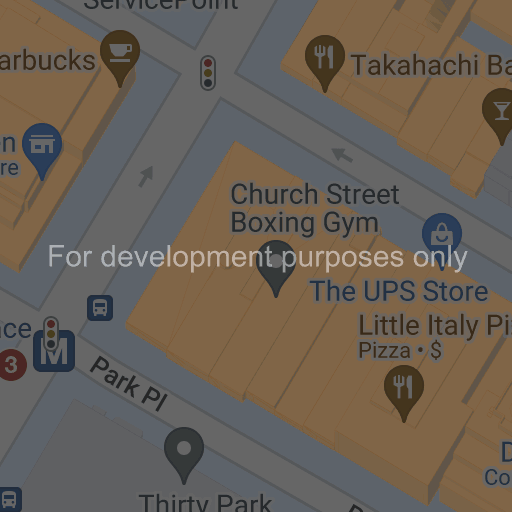 ServicePoint
arbucks
Takahachi Ba
en
re
Church Street
Boxing Gym
For development purposes only
The UPS Store
Little Italy Pi
Pizza • $
ace
M
3
Park Pl
D
Co
Thirty Park